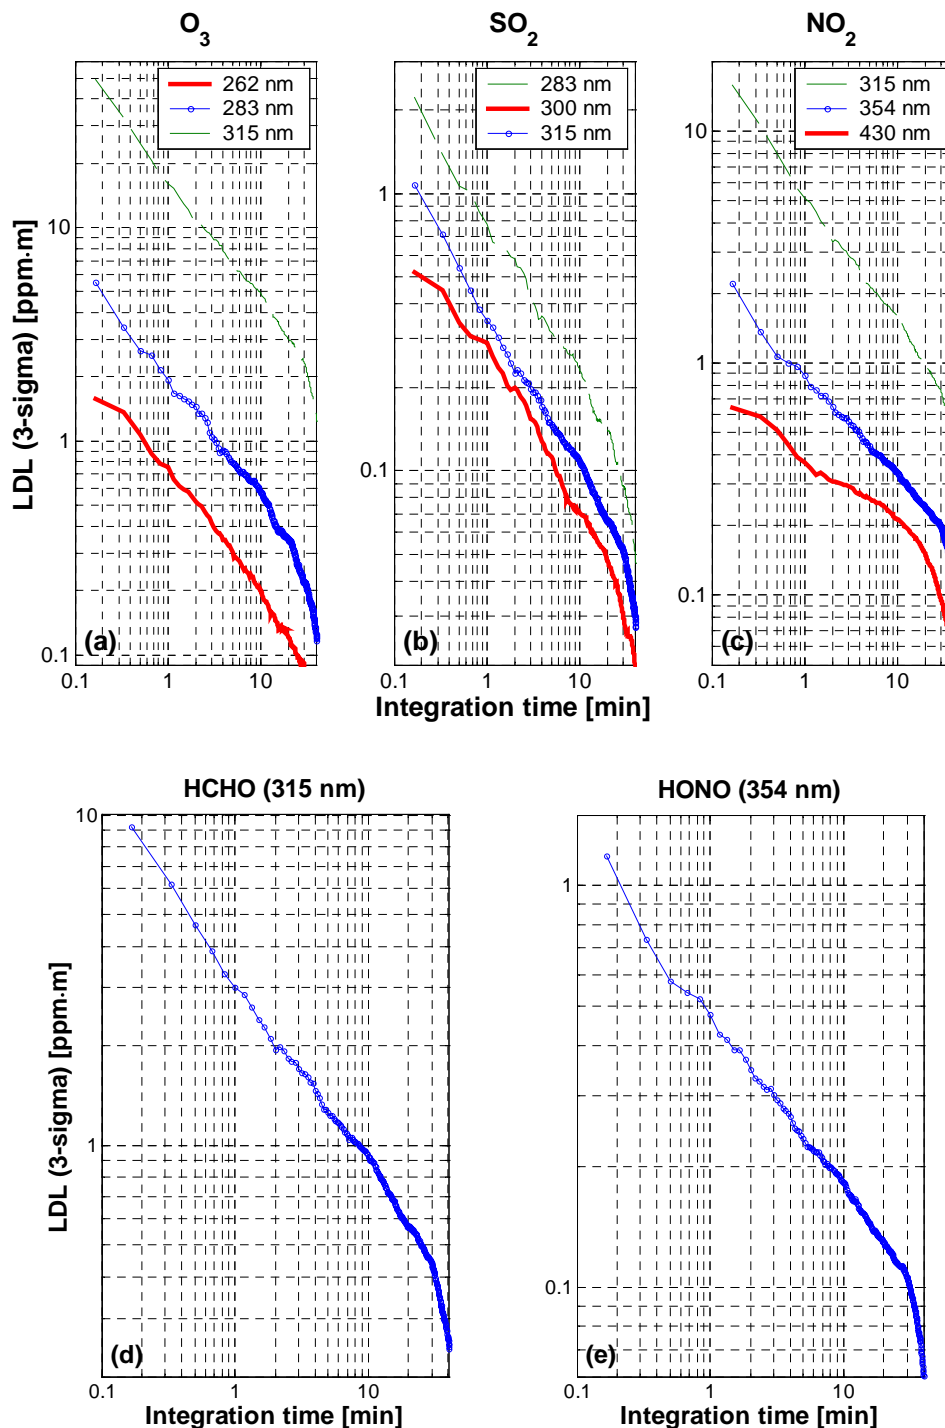 O3 SO2 NO2
262 nm
283 nm
315 nm
283 nm
300 nm
315 nm
315 nm
354 nm
430 nm
LDL (3-sigma) [ppm.m]
10
1
0.1
1
0.1
10
1
0.1
(a) (b) (c)
0.1 1 10 0.1 1 10 0.1 1 10
Integration time [min]
HCHO (315 nm) HONO (354 nm)
LDL (3-sigma) [ppm.m]
10
1
1
0.1
(d) (e)
0.1 1 10 0.1 1 10
Integration time [min] Integration time [min]